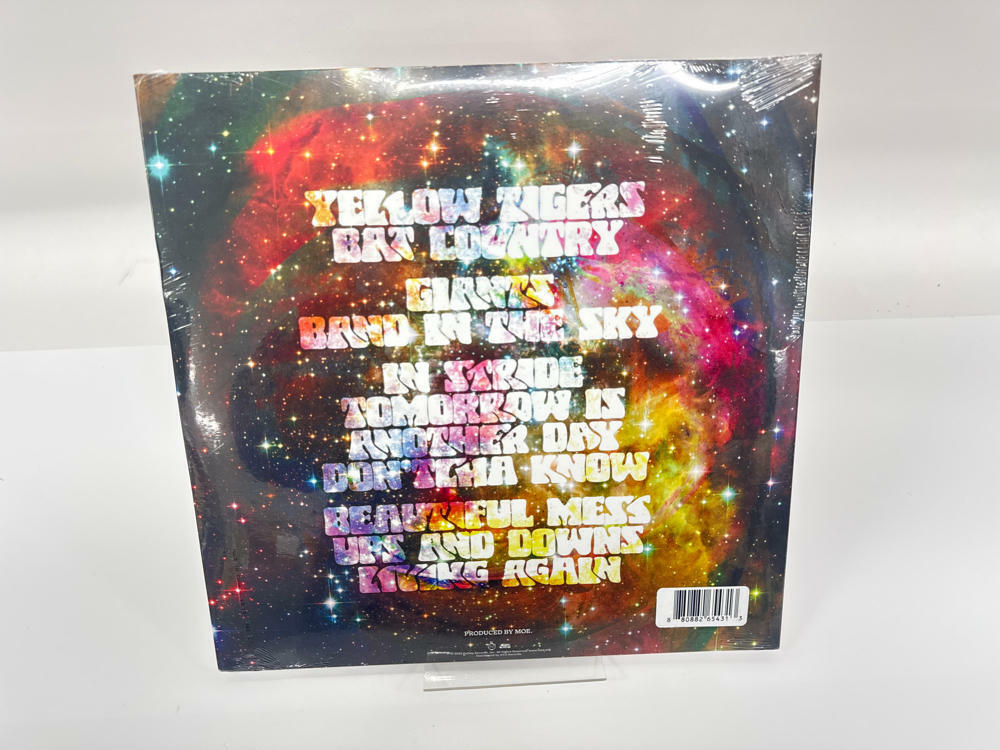 YELLOW TIGERS
BAT COUNTRY
GIANTS
BAND IN THE SKY
IN STRIDE
TOMORROW IS
ANOTHER DAY
DON'TCHA KNOW
BEAUTIFUL MESS
UPS AND DOWNS
LIVING AGAIN
8 80882 65431 3
PRODUCED BY MOE.